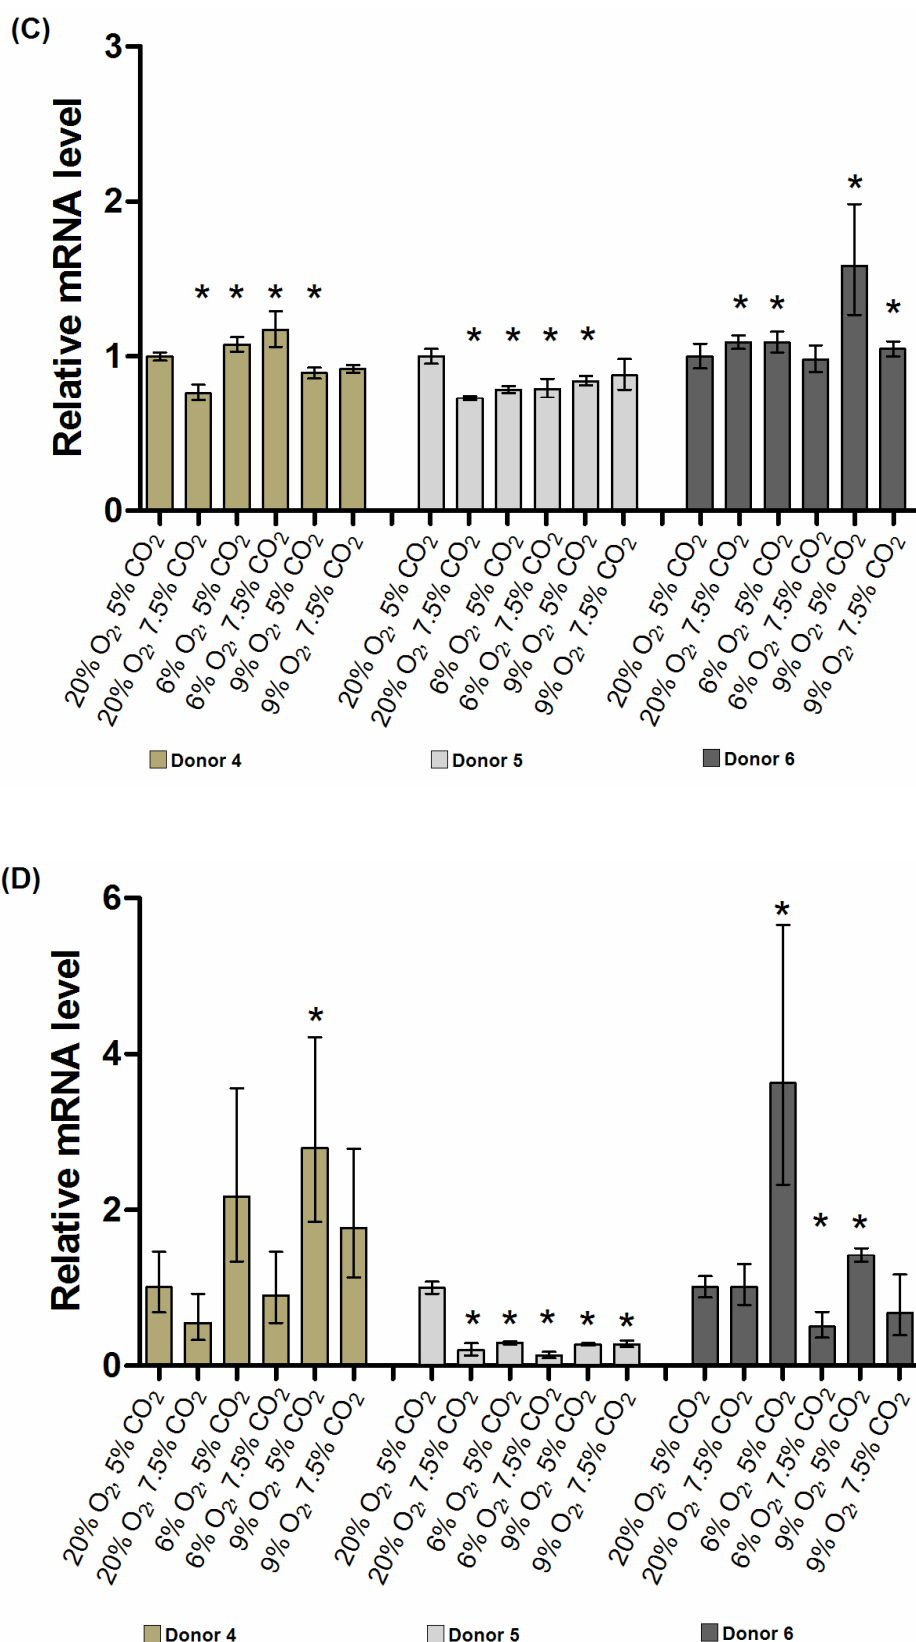 (C)
3
2
1
0
Relative mRNA level
* * * *
* * * *
* * * *
20% O₂, 5% CO₂
20% O₂, 7.5% CO₂
6% O₂, 5% CO₂
6% O₂, 7.5% CO₂
9% O₂, 5% CO₂
9% O₂, 7.5% CO₂
20% O₂, 5% CO₂
20% O₂, 7.5% CO₂
6% O₂, 5% CO₂
6% O₂, 7.5% CO₂
9% O₂, 5% CO₂
9% O₂, 7.5% CO₂
20% O₂, 5% CO₂
20% O₂, 7.5% CO₂
6% O₂, 5% CO₂
6% O₂, 7.5% CO₂
9% O₂, 5% CO₂
9% O₂, 7.5% CO₂
Donor 4
Donor 5
Donor 6
(D)
6
4
2
0
Relative mRNA level
*
* * * * *
* * *
20% O₂, 5% CO₂
20% O₂, 7.5% CO₂
6% O₂, 5% CO₂
6% O₂, 7.5% CO₂
9% O₂, 5% CO₂
9% O₂, 7.5% CO₂
20% O₂, 5% CO₂
20% O₂, 7.5% CO₂
6% O₂, 5% CO₂
6% O₂, 7.5% CO₂
9% O₂, 5% CO₂
9% O₂, 7.5% CO₂
20% O₂, 5% CO₂
20% O₂, 7.5% CO₂
6% O₂, 5% CO₂
6% O₂, 7.5% CO₂
9% O₂, 5% CO₂
9% O₂, 7.5% CO₂
Donor 4
Donor 5
Donor 6